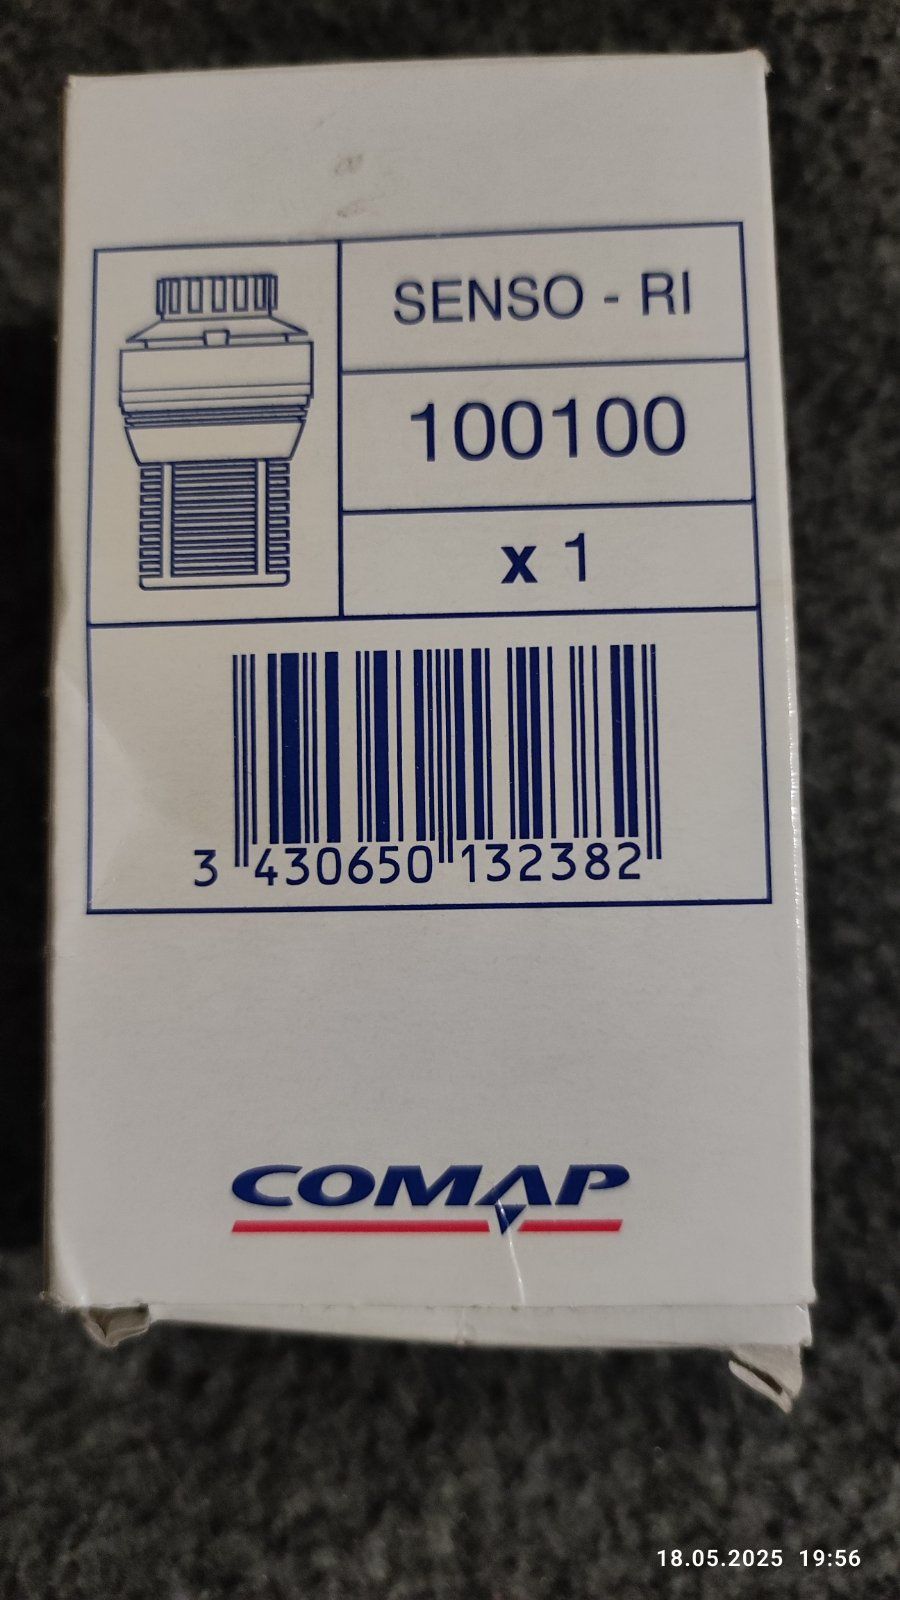 SENSO - RI
100100
x 1
3 430650 132382
COMAP
18.05.2025 19:56